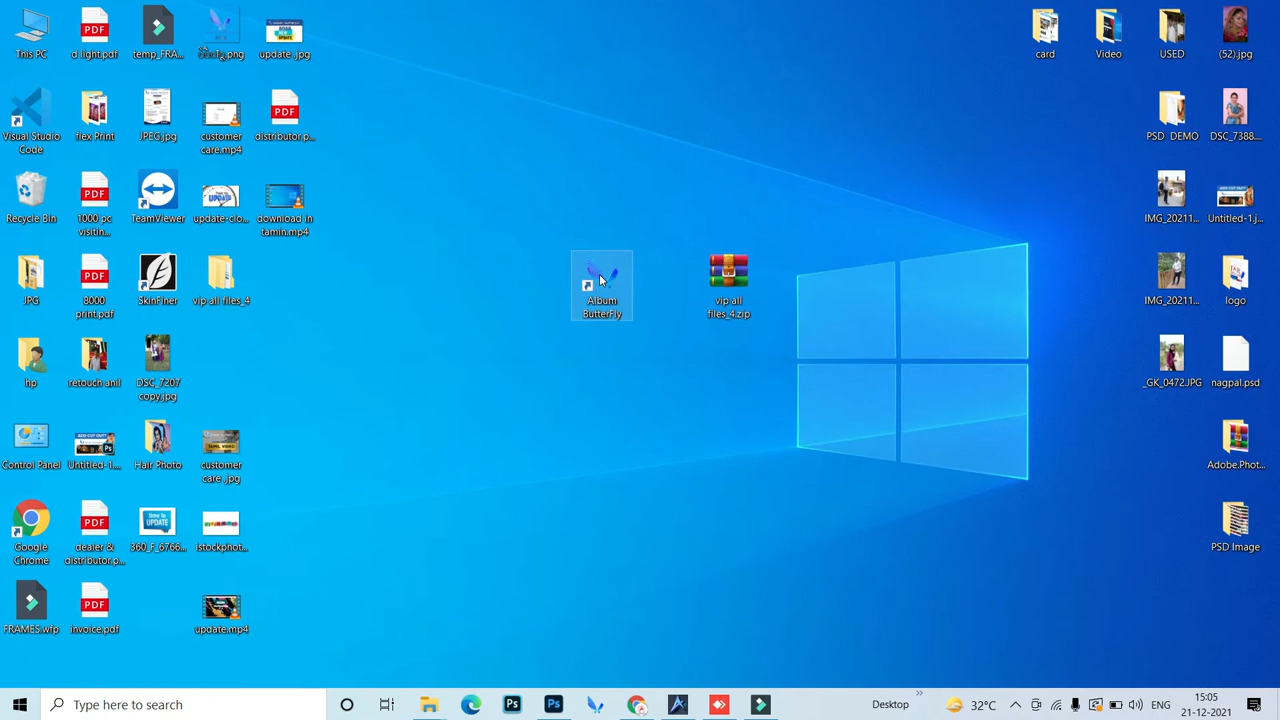 This PC
d light.pdf
temp_FRA...
update .jpg
card
Video
USED
(52).jpg
Visual Studio
Code
flex Print
JPEG.jpg
customer
care.mp4
distributor.p...
PSD_DEMO
DSC_7388....
Recycle Bin
1000 pc
visitin...
TeamViewer
update-clo...
download in
tamin.mp4
IMG_20211...
Untitled-1.j...
JPG
8000
print.pdf
SkinFiner
vip all files_4
Album
ButterFly
vip all
files_4.zip
IMG_20211...
logo
hp
retouch anil
DSC_7207
copy.jpg
_GK_0472.JPG
nagpal.psd
Control Panel
Untitled-1....
Hair Photo
customer
care .jpg
Adobe.Phot...
Google
Chrome
dealer &
distributor.p...
360_F_6766...
istockphot...
PSD Image
FRAMES.wfp
invoice.pdf
update.mp4
Type here to search
Desktop
32°C
ENG
15:05
21-12-2021